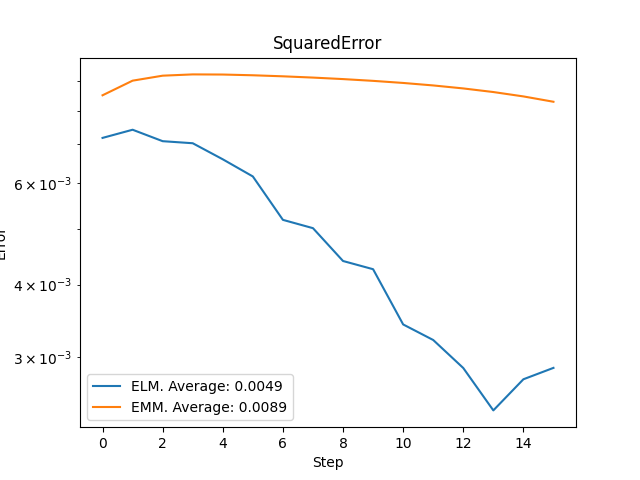 SquaredError
Error
6 × 10⁻³
4 × 10⁻³
3 × 10⁻³
ELM. Average: 0.0049
EMM. Average: 0.0089
0 2 4 6 8 10 12 14
Step